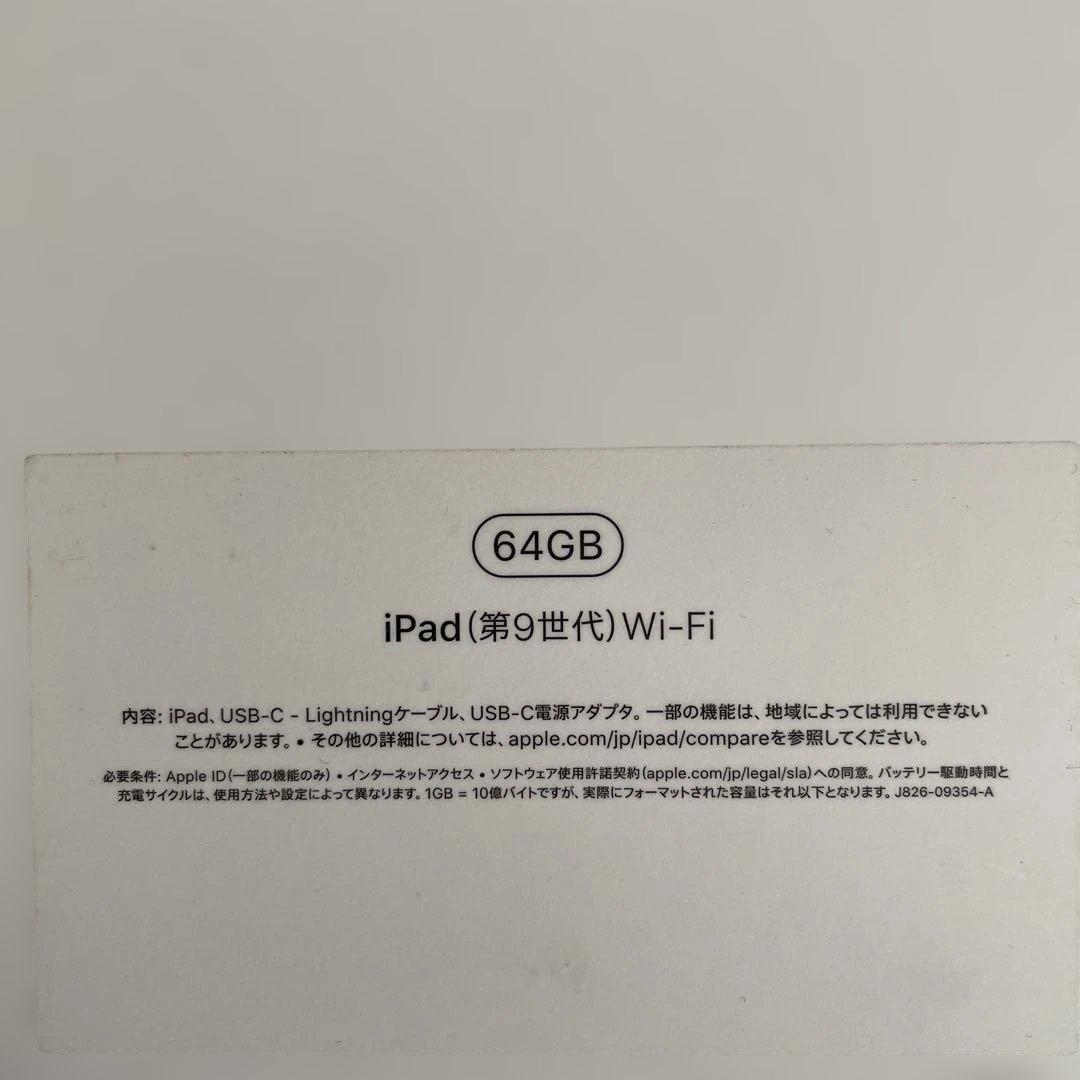 64GB
iPad(第9世代)Wi-Fi
内容: iPad、USB-C - Lightningケーブル、USB-C電源アダプタ。一部の機能は、地域によっては利用できない
ことがあります。• その他の詳細については、apple.com/jp/ipad/compareを参照してください。
必要条件: Apple ID(一部の機能のみ) • インターネットアクセス • ソフトウェア使用許諾契約(apple.com/jp/legal/sla)への同意。バッテリー駆動時間と
充電サイクルは、使用方法や設定によって異なります。1GB = 10億バイトですが、実際にフォーマットされた容量はそれ以下となります。J826-09354-A